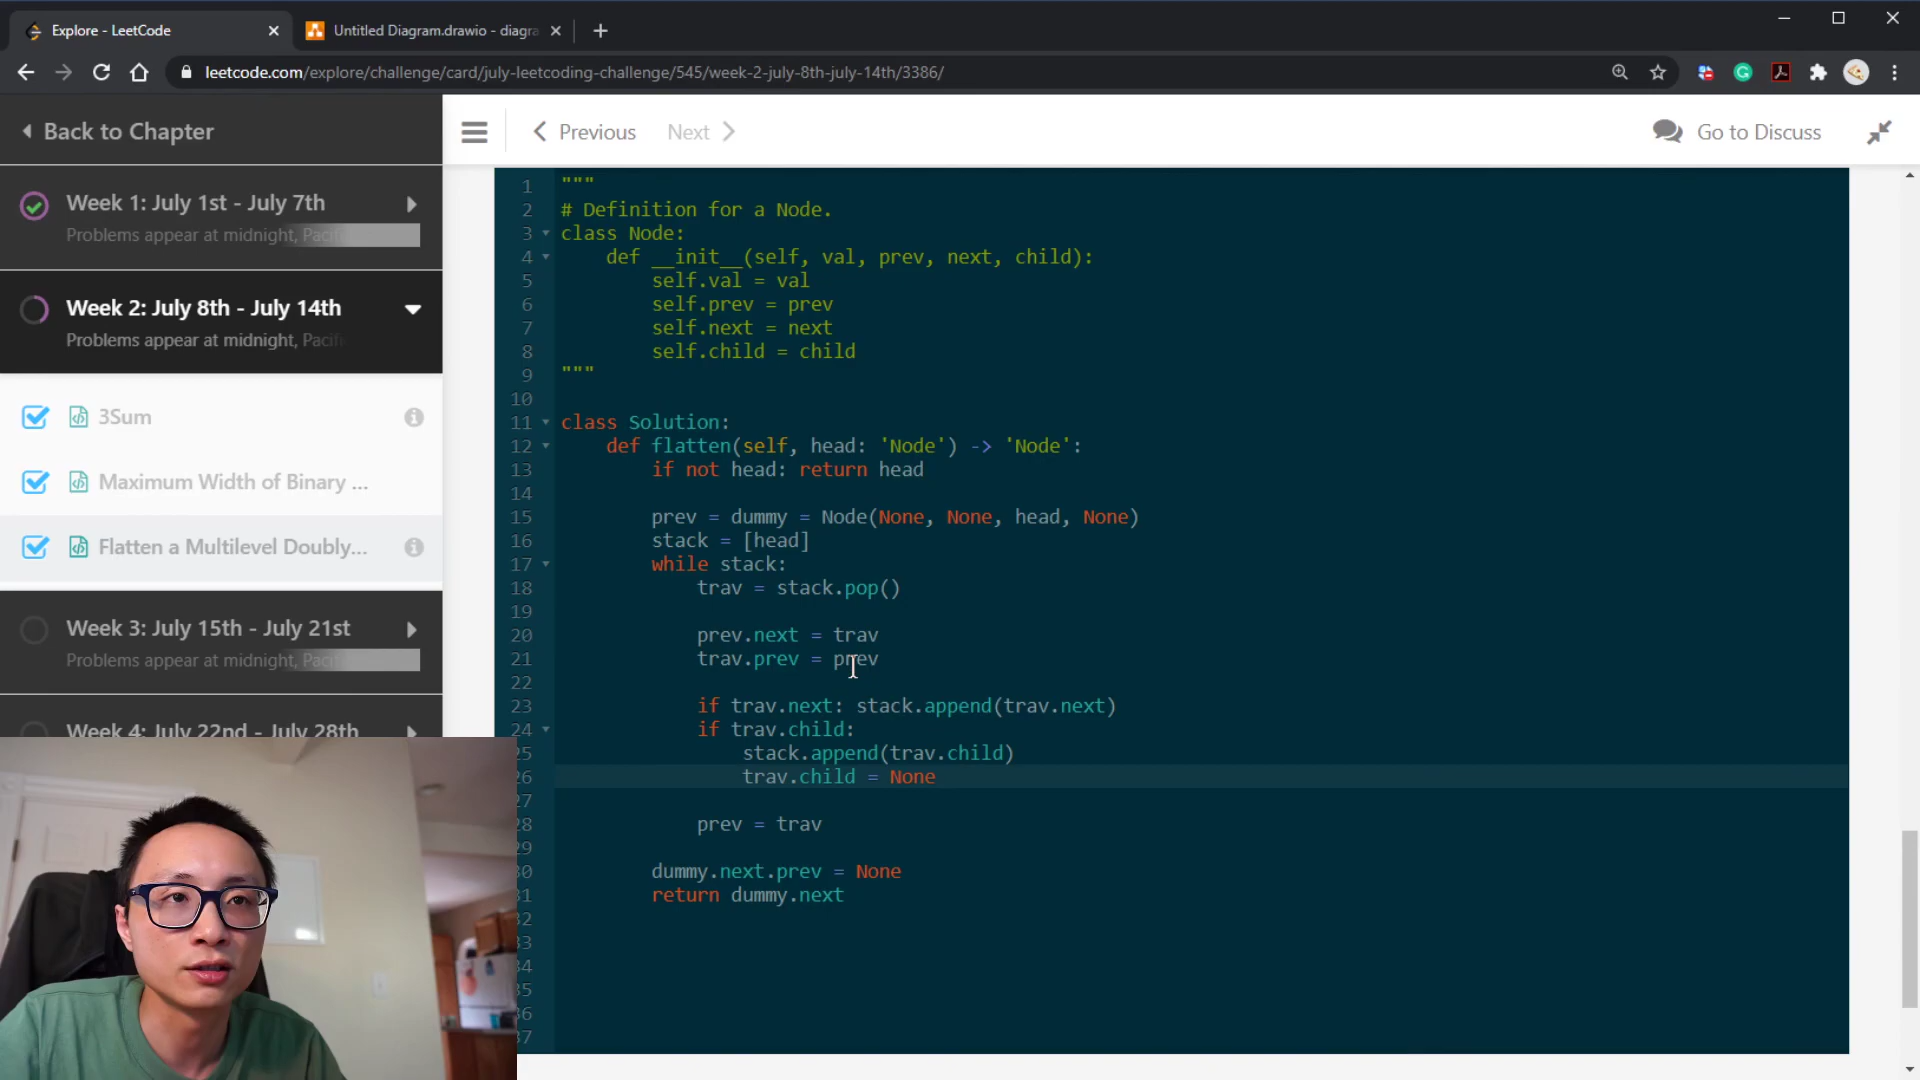 Explore - LeetCode
Untitled Diagram.drawio - diagra
leetcode.com/explore/challenge/card/july-leetcoding-challenge/545/week-2-july-8th-july-14th/3386/
Back to Chapter
Previous
Next
Go to Discuss
Week 1: July 1st - July 7th
Problems appear at midnight, Pacif
Week 2: July 8th - July 14th
Problems appear at midnight, Pacif
3Sum
Maximum Width of Binary ...
Flatten a Multilevel Doubly...
Week 3: July 15th - July 21st
Problems appear at midnight, Pacif
Week 4: July 22nd - July 28th
1 """
2 # Definition for a Node.
3 class Node:
4     def __init__(self, val, prev, next, child):
5         self.val = val
6         self.prev = prev
7         self.next = next
8         self.child = child
9 """
10
11 class Solution:
12     def flatten(self, head: 'Node') -> 'Node':
13         if not head: return head
14
15         prev = dummy = Node(None, None, head, None)
16         stack = [head]
17         while stack:
18             trav = stack.pop()
19
20             prev.next = trav
21             trav.prev = prev
22
23             if trav.next: stack.append(trav.next)
24             if trav.child:
25                 stack.append(trav.child)
26                 trav.child = None
27
28             prev = trav
29
30         dummy.next.prev = None
31         return dummy.next
32
33
34
35
36
37